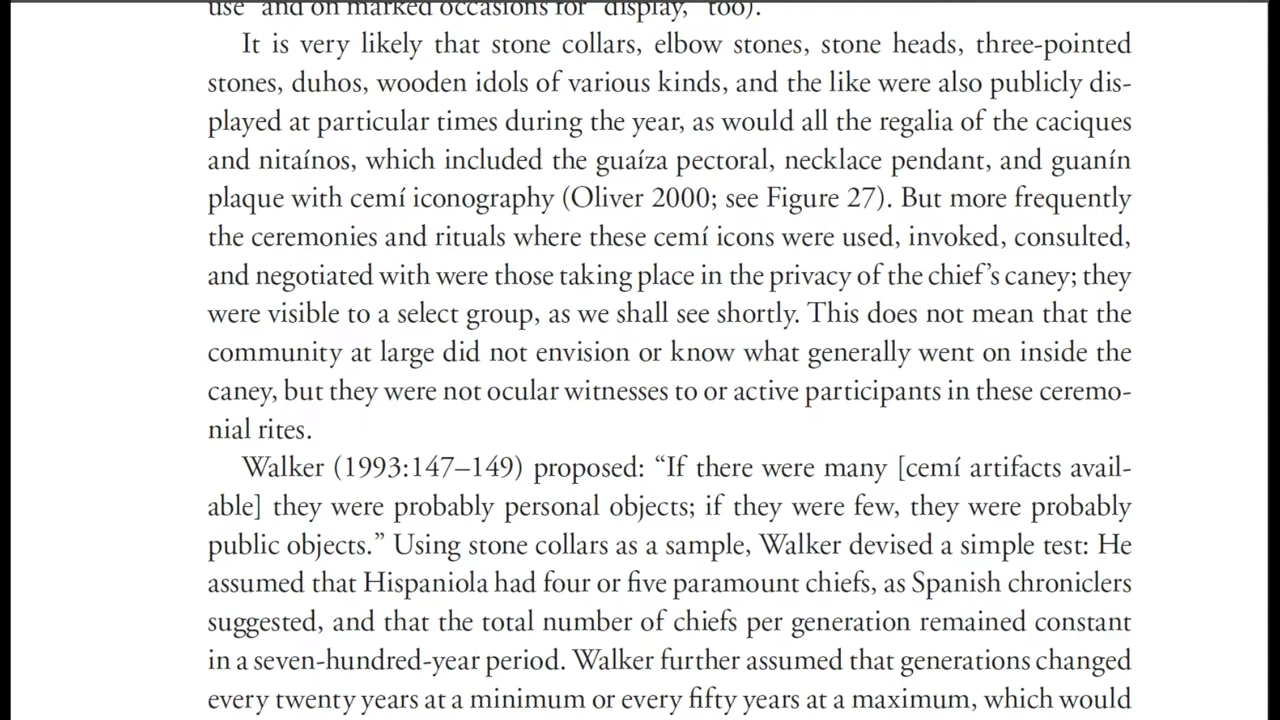 use” and on marked occasions for “display,” too).
It is very likely that stone collars, elbow stones, stone heads, three-pointed
stones, duhos, wooden idols of various kinds, and the like were also publicly dis-
played at particular times during the year, as would all the regalia of the caciques
and nitaínos, which included the guaíza pectoral, necklace pendant, and guanín
plaque with cemí iconography (Oliver 2000; see Figure 27). But more frequently
the ceremonies and rituals where these cemí icons were used, invoked, consulted,
and negotiated with were those taking place in the privacy of the chief’s caney; they
were visible to a select group, as we shall see shortly. This does not mean that the
community at large did not envision or know what generally went on inside the
caney, but they were not ocular witnesses to or active participants in these ceremo-
nial rites.
Walker (1993:147–149) proposed: “If there were many [cemí artifacts avail-
able] they were probably personal objects; if they were few, they were probably
public objects.” Using stone collars as a sample, Walker devised a simple test: He
assumed that Hispaniola had four or five paramount chiefs, as Spanish chroniclers
suggested, and that the total number of chiefs per generation remained constant
in a seven-hundred-year period. Walker further assumed that generations changed
every twenty years at a minimum or every fifty years at a maximum, which would